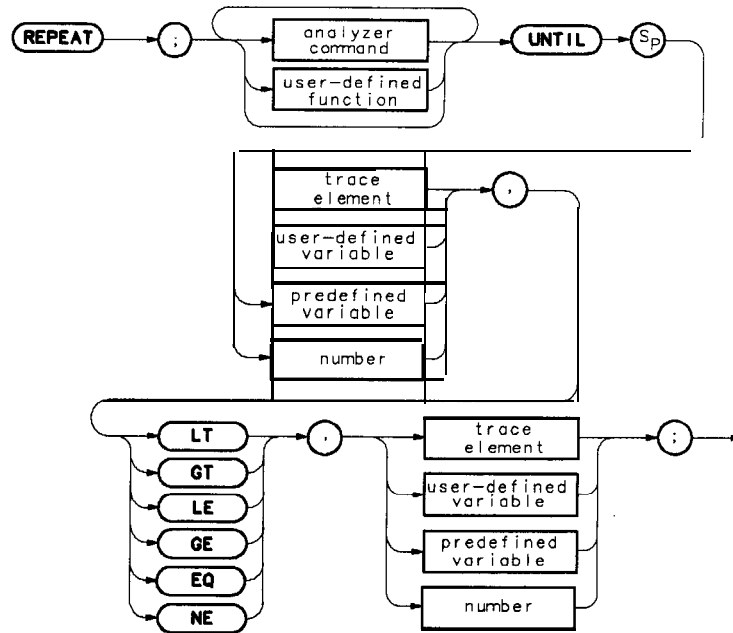 REPEAT ; analyzer command UNTIL SP
user-defined function
trace element ,
user-defined variable
predefined variable
number
LT , trace element ;
GT
user-defined variable
LE
GE
predefined variable
EQ
number
NE